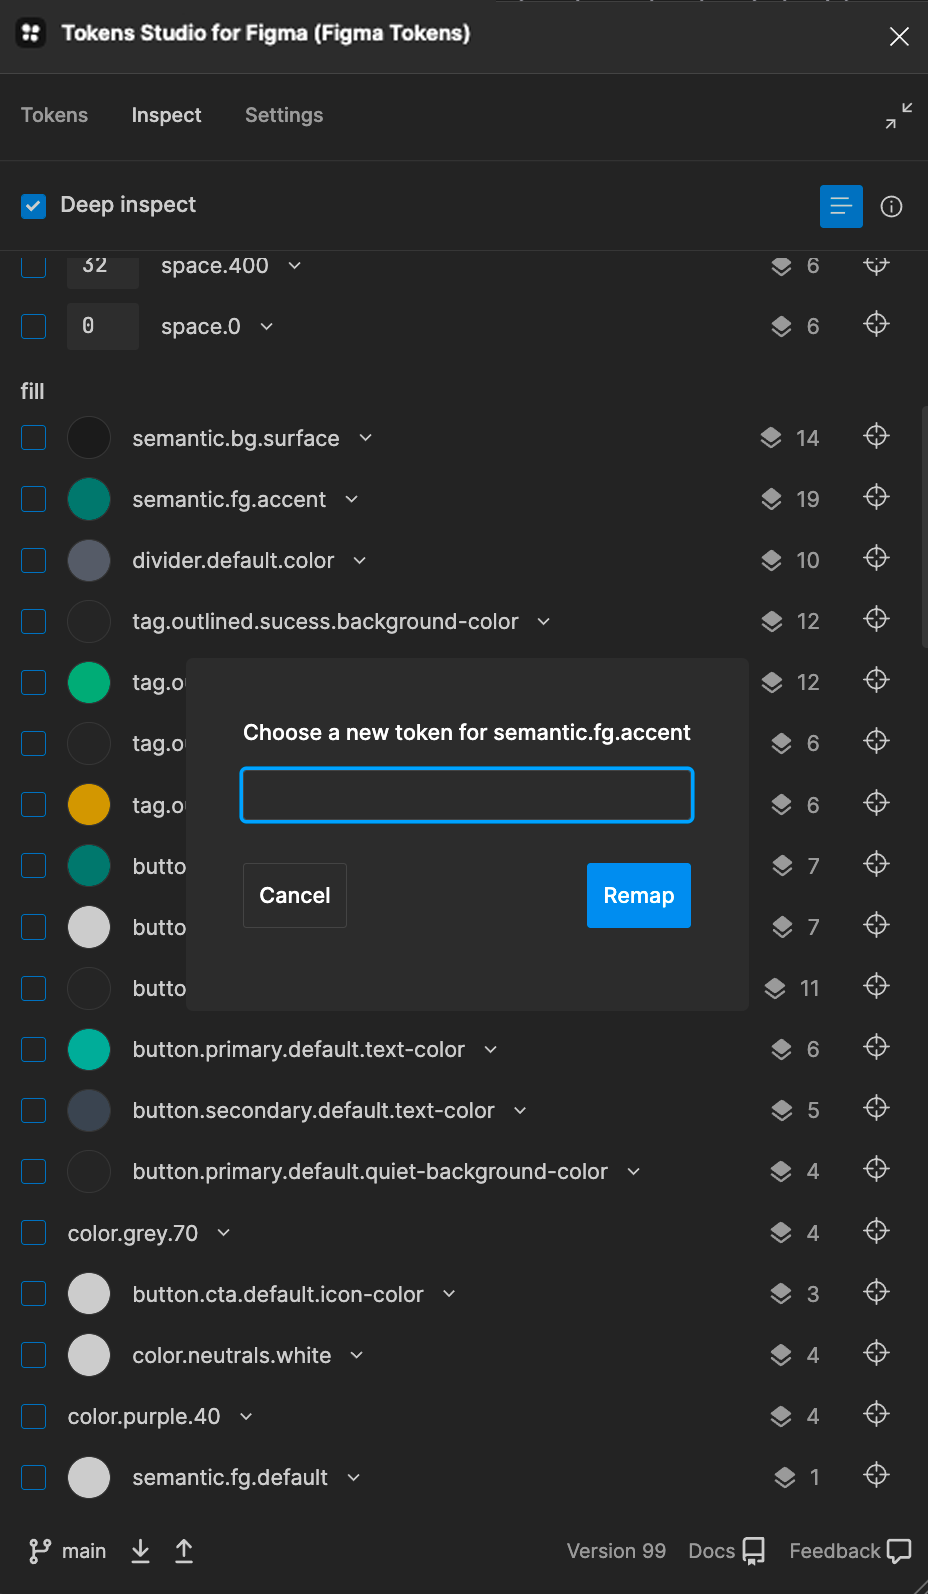 Tokens Studio for Figma (Figma Tokens)
Tokens Inspect Settings
Deep inspect
32 space.400 6
0 space.0 6
fill
semantic.bg.surface 14
semantic.fg.accent 19
divider.default.color 10
tag.outlined.sucess.background-color 12
tag.o 12
tag.o 6
tag.o 6
butto 7
butto 7
butto 11
Choose a new token for semantic.fg.accent
Cancel Remap
button.primary.default.text-color 6
button.secondary.default.text-color 5
button.primary.default.quiet-background-color 4
color.grey.70 4
button.cta.default.icon-color 3
color.neutrals.white 4
color.purple.40 4
semantic.fg.default 1
main Version 99 Docs Feedback